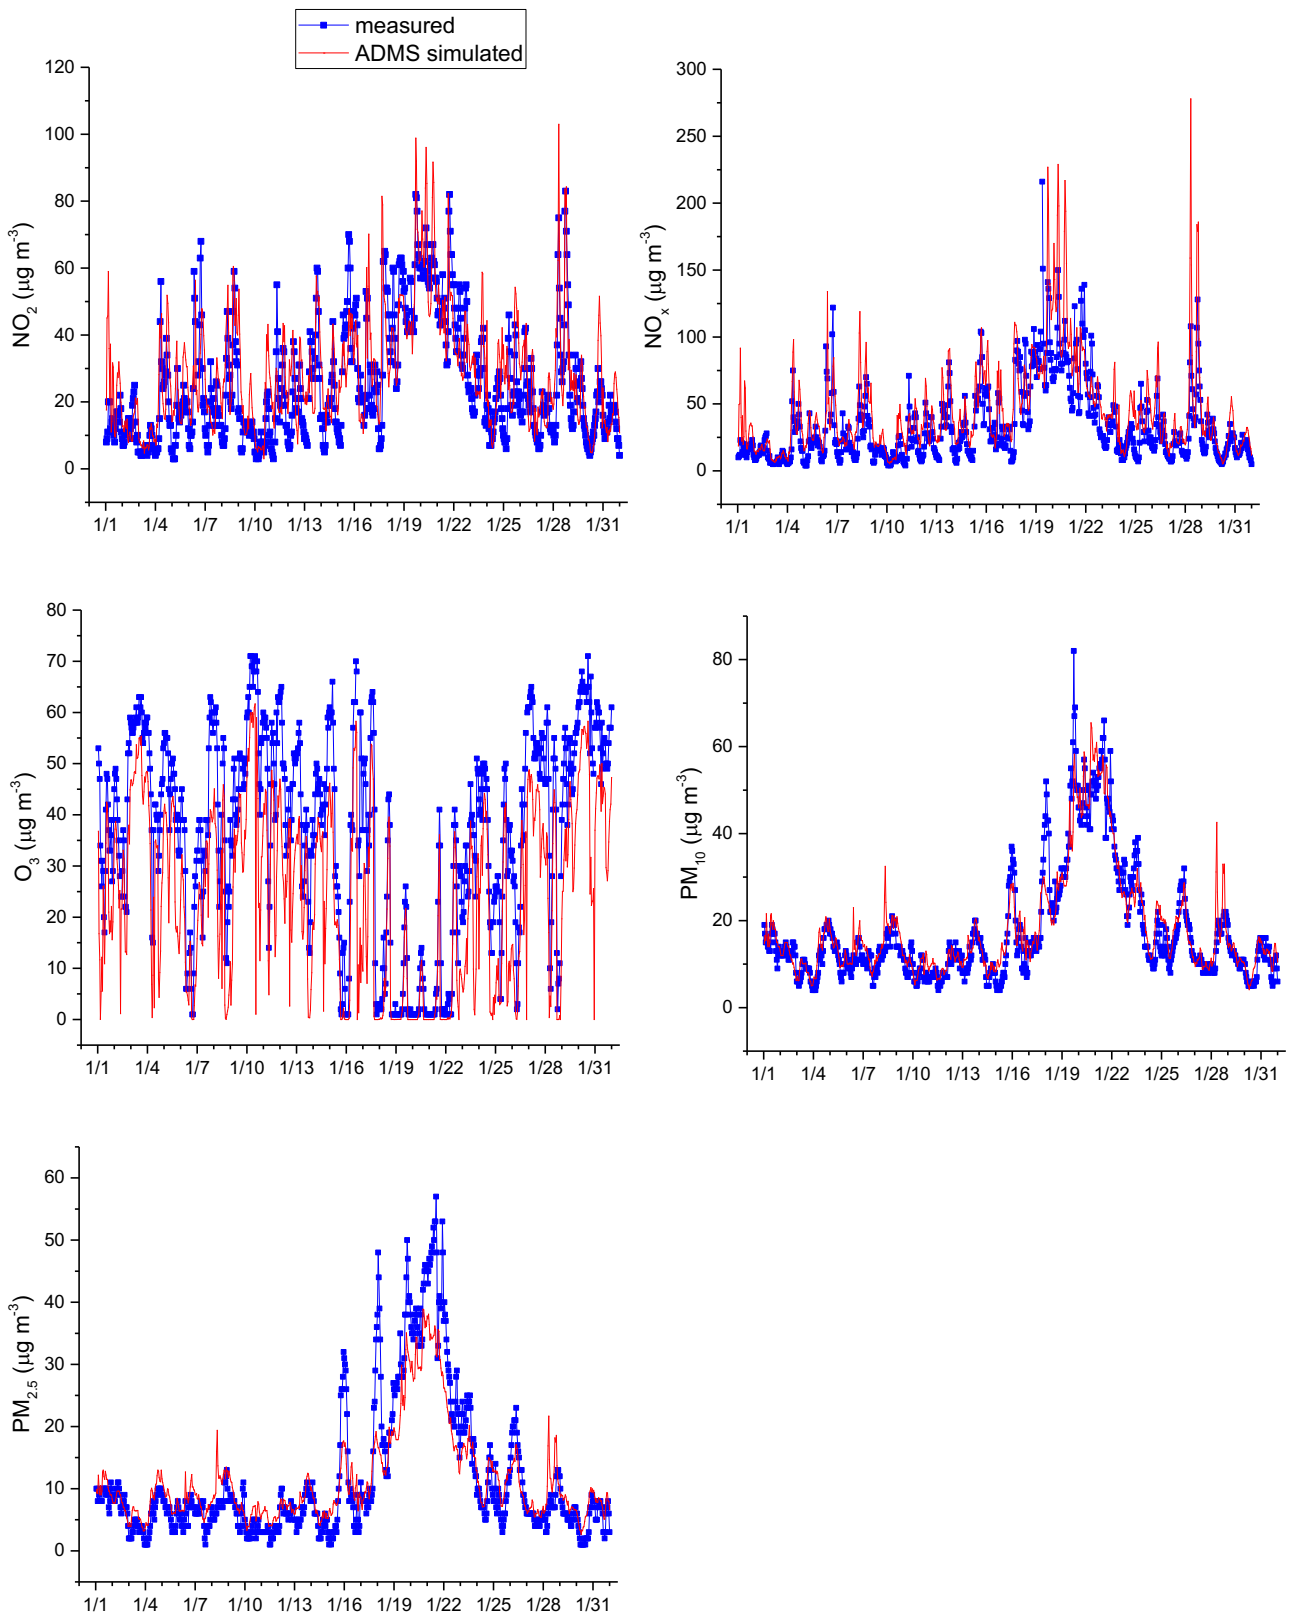 measured
ADMS simulated
120
100
80
60
40
20
0
NO₂ (μg m⁻³)
1/1 1/4 1/7 1/10 1/13 1/16 1/19 1/22 1/25 1/28 1/31
300
250
200
150
100
50
0
NOₓ (μg m⁻³)
1/1 1/4 1/7 1/10 1/13 1/16 1/19 1/22 1/25 1/28 1/31
80
70
60
50
40
30
20
10
0
O₃ (μg m⁻³)
1/1 1/4 1/7 1/10 1/13 1/16 1/19 1/22 1/25 1/28 1/31
80
60
40
20
0
PM₁₀ (μg m⁻³)
1/1 1/4 1/7 1/10 1/13 1/16 1/19 1/22 1/25 1/28 1/31
60
50
40
30
20
10
0
PM₂.₅ (μg m⁻³)
1/1 1/4 1/7 1/10 1/13 1/16 1/19 1/22 1/25 1/28 1/31